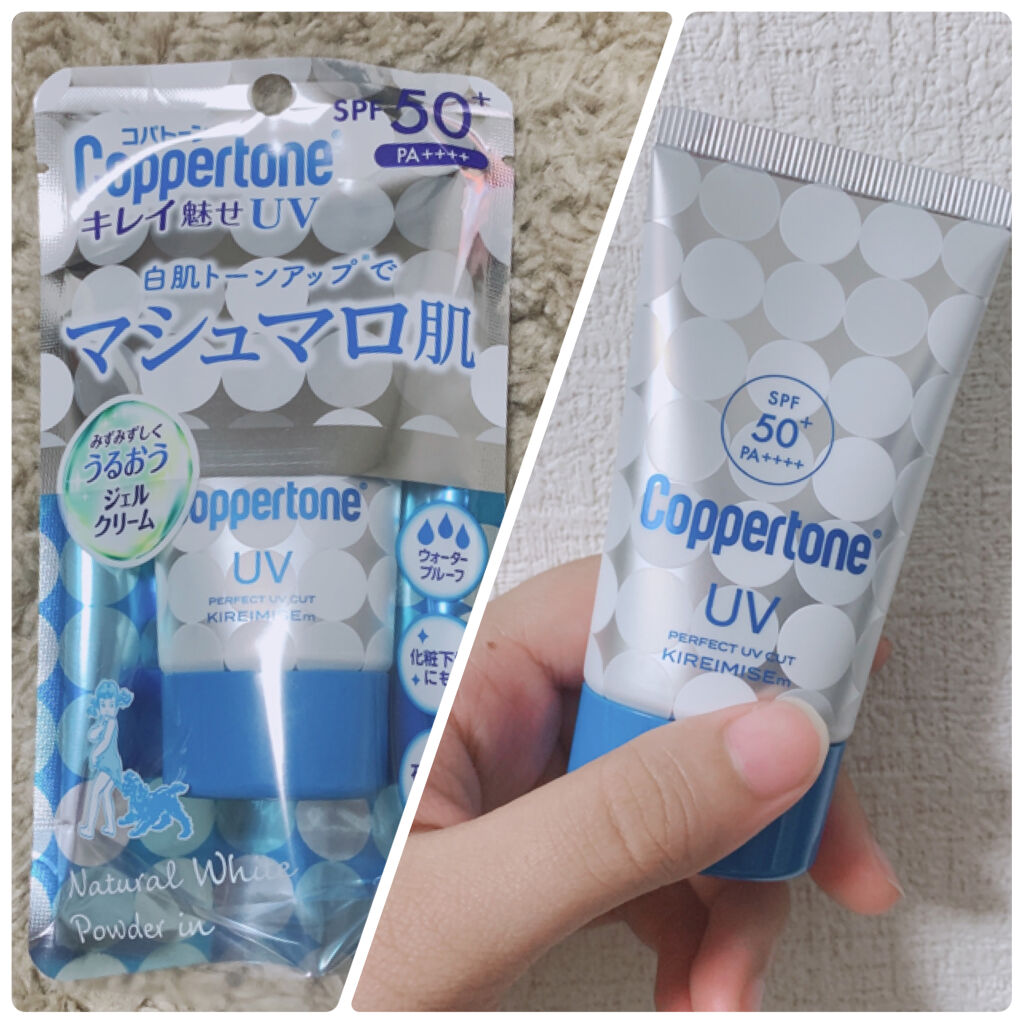 SPF 50+
PA++++
コパトーン
Coppertone®
キレイ魅せUV
白肌トーンアップ※で
マシュマロ肌
みずみずしく
うるおう
ジェル
クリーム
Coppertone
UV
PERFECT UV CUT
KIREIMISEm
ウォーター
プルーフ
化粧下
にも
Natural White
Powder in
SPF
50+
PA++++
Coppertone®
UV
PERFECT UV CUT
KIREIMISEm